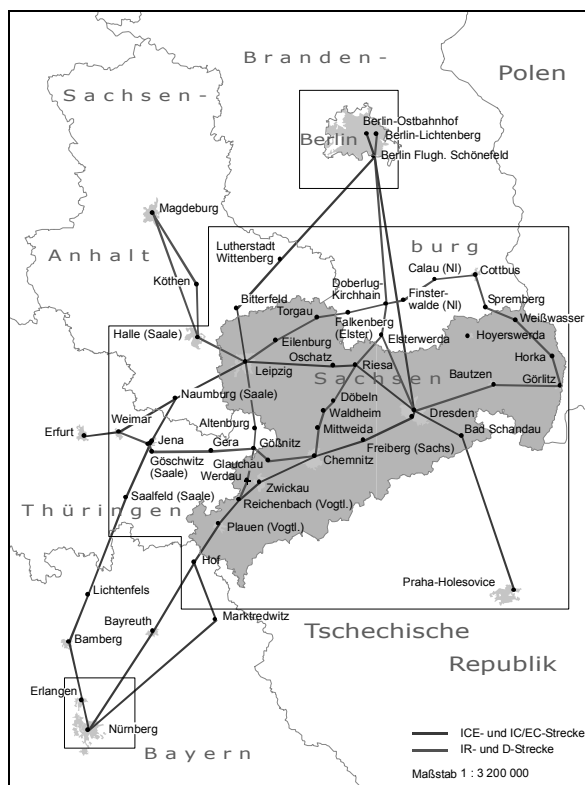 Branden-
Polen
Sachsen-
Berlin-Ostbahnhof
Berlin-Lichtenberg
Berlin
Berlin Flugh. Schönefeld
Magdeburg
Anhalt
Lutherstadt
Wittenberg
burg
Calau (Nl)
Cottbus
Köthen
Doberlug-
Kirchhain
Finster-
walde (Nl)
Spremberg
Bitterfeld
Torgau
Falkenberg
(Elster)
Weißwasser
Halle (Saale)
Eilenburg
Elsterwerda
Hoyerswerda
Oschatz
Horka
Leipzig
Sachsen
Riesa
Bautzen
Görlitz
Naumburg (Saale)
Döbeln
Weimar
Altenburg
Waldheim
Dresden
Erfurt
Jena
Gera
Gößnitz
Mittweida
Bad Schandau
Göschwitz
(Saale)
Glauchau
Chemnitz
Freiberg (Sachs)
Werdau
Zwickau
Saalfeld (Saale)
Reichenbach (Vogtl.)
Thüringen
Plauen (Vogtl.)
Hof
Praha-Holesovice
Lichtenfels
Bayreuth
Marktredwitz
Tschechische
Bamberg
Republik
Erlangen
Nürnberg
Bayern
ICE- und IC/EC-Strecke
IR- und D-Strecke
Maßstab 1 : 3 200 000